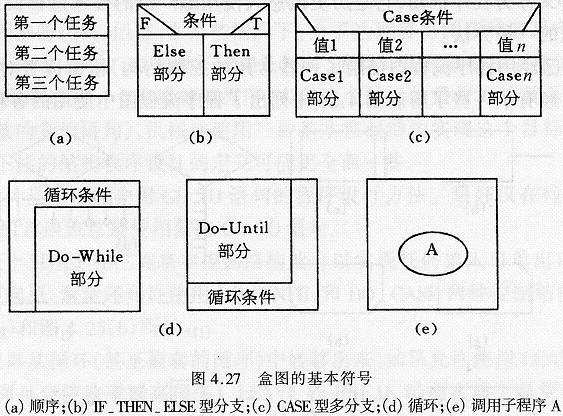 第一个任务
第二个任务
第三个任务
(a)
F 条件 T
Else Then
部分 部分
(b)
Case条件
值1 值2 … 值n
Case1 Case2 Casen
部分 部分 部分
(c)
循环条件
Do-While
部分
Do-Until
部分
循环条件
(d)
A
(e)
图 4.27 盒图的基本符号
(a) 顺序;(b) IF_THEN_ELSE 型分支;(c) CASE 型多分支;(d) 循环;(e) 调用子程序 A